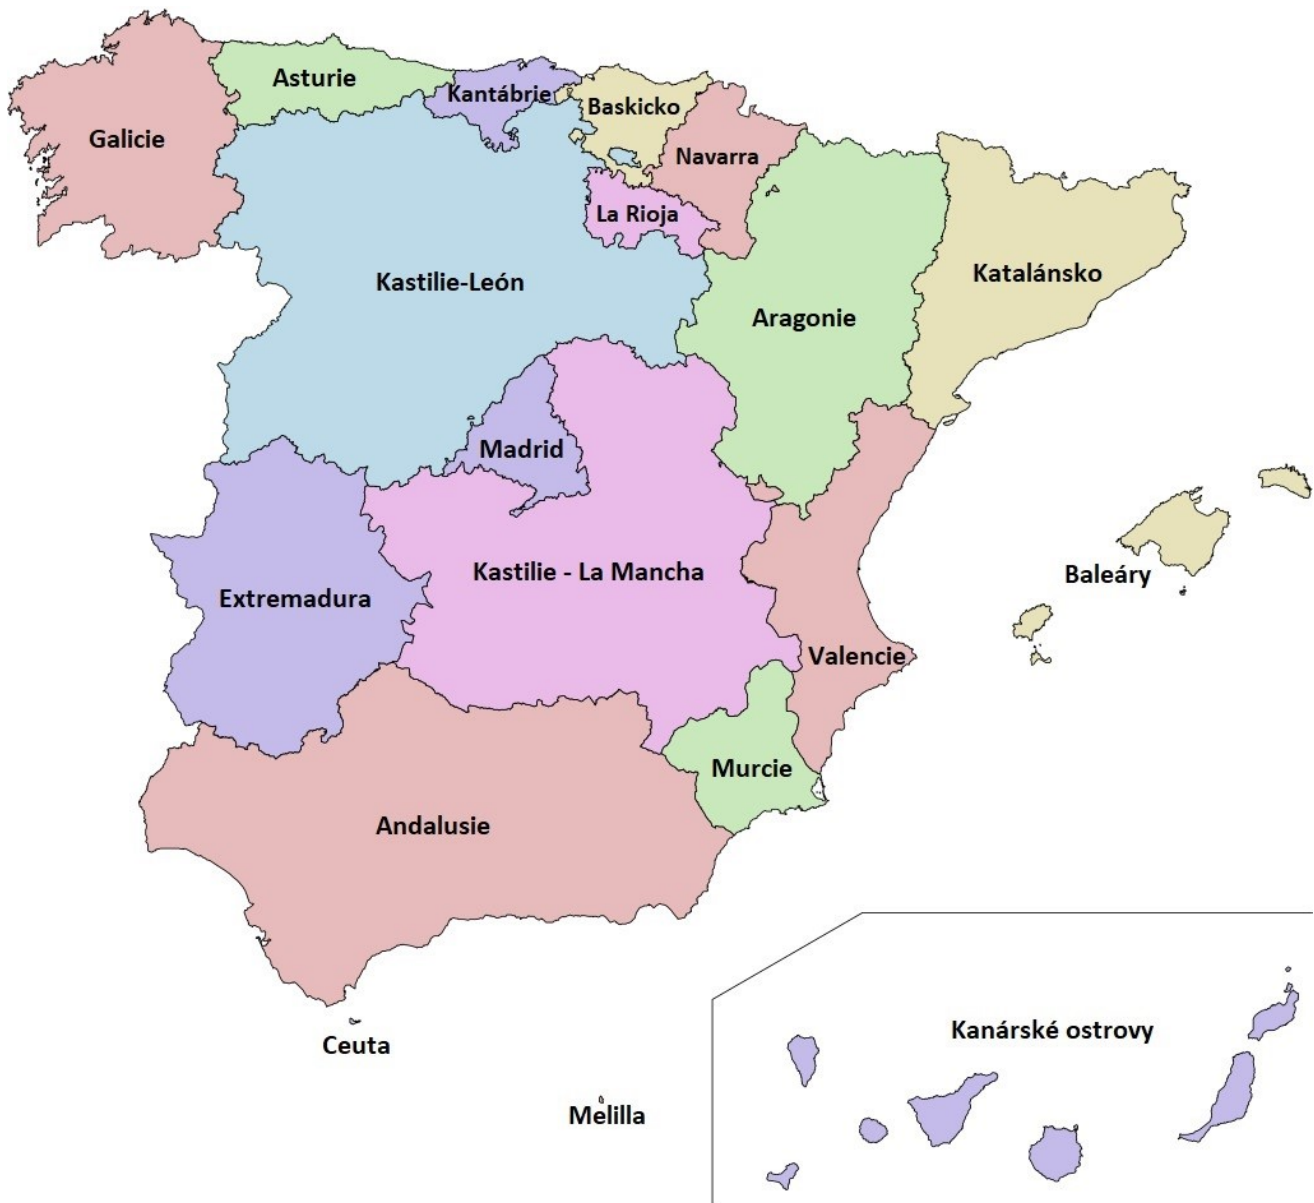 Asturie
Kantábrie
Baskicko
Galicie
Navarra
La Rioja
Kastilie-León
Katalánsko
Aragonie
Madrid
Kastilie - La Mancha
Baleáry
Extremadura
Valencie
Murcie
Andalusie
Kanárské ostrovy
Ceuta
Melilla